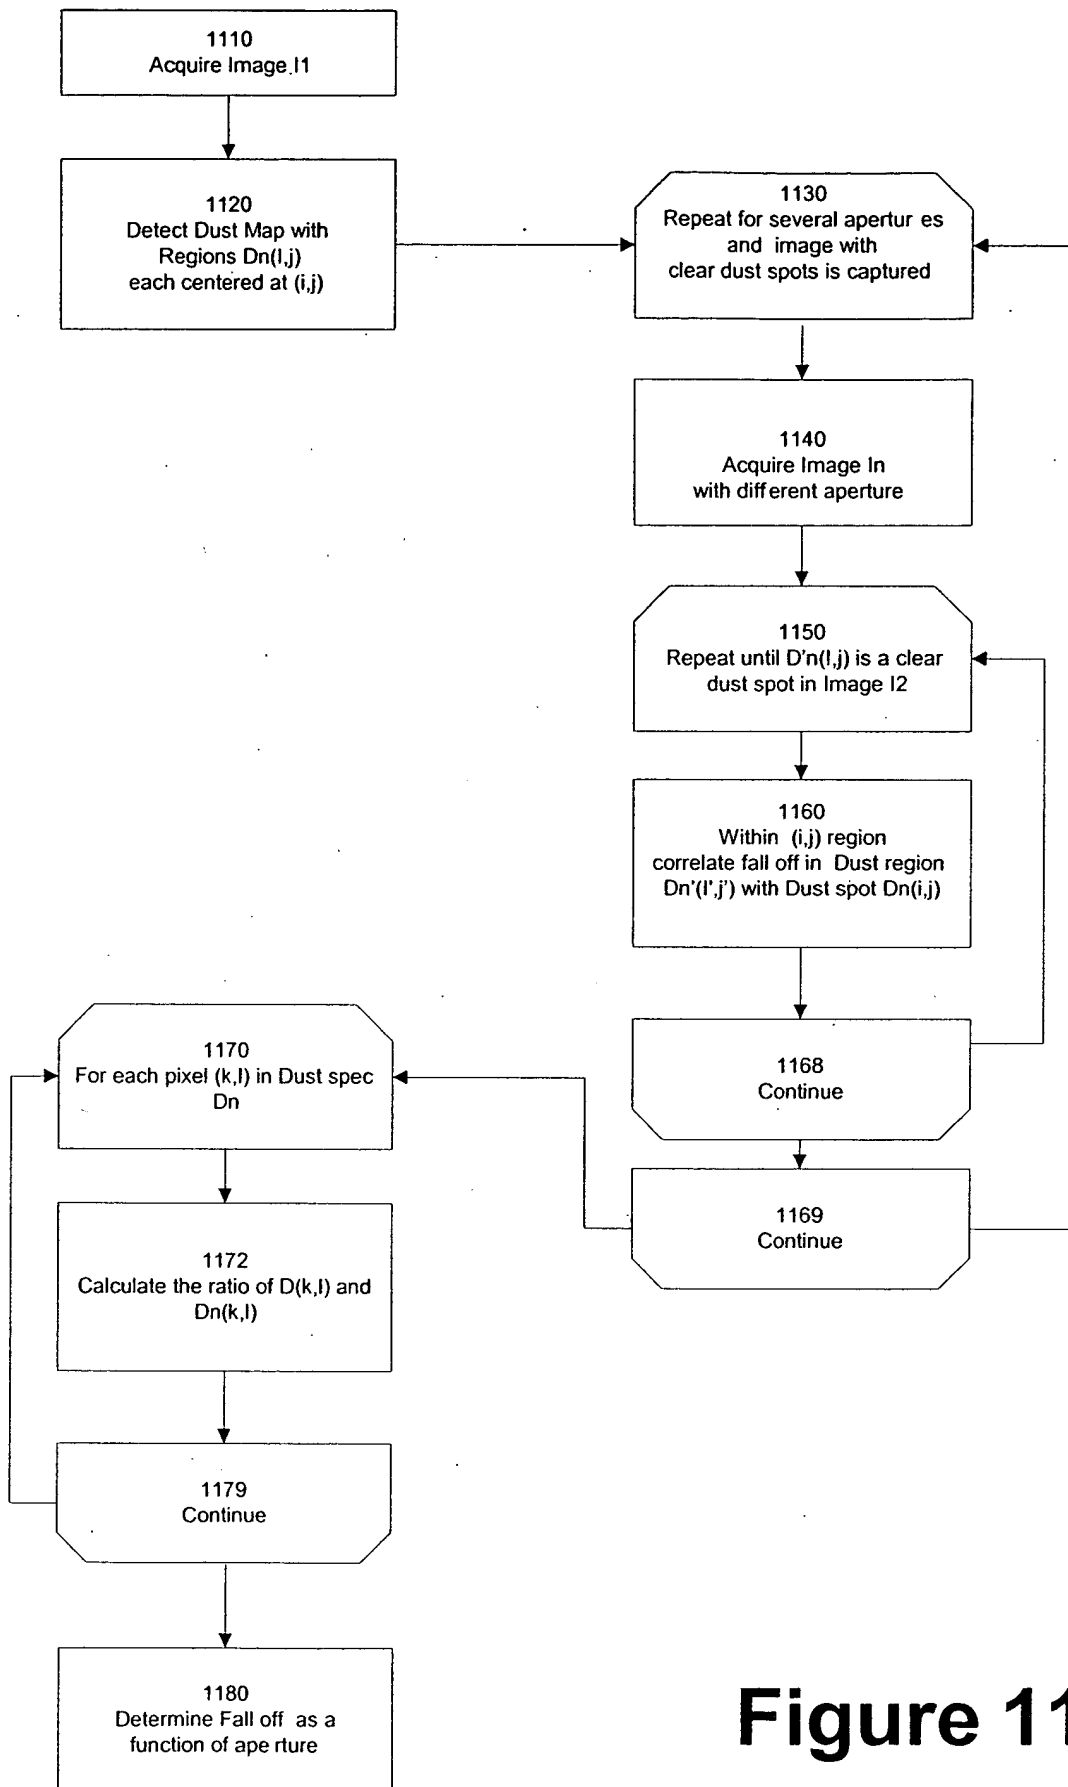 1110
Acquire Image I1
1120
Detect Dust Map with
Regions Dn(I,j)
each centered at (i,j)
1130
Repeat for several apertur es
and image with
clear dust spots is captured
1140
Acquire Image In
with different aperture
1150
Repeat until D'n(I,j) is a clear
dust spot in Image I2
1160
Within (i,j) region
correlate fall off in Dust region
Dn'(I',j') with Dust spot Dn(i,j)
1168
Continue
1169
Continue
1170
For each pixel (k,l) in Dust spec
Dn
1172
Calculate the ratio of D(k,l) and
Dn(k,l)
1179
Continue
1180
Determine Fall off as a
function of ape rture
Figure 11